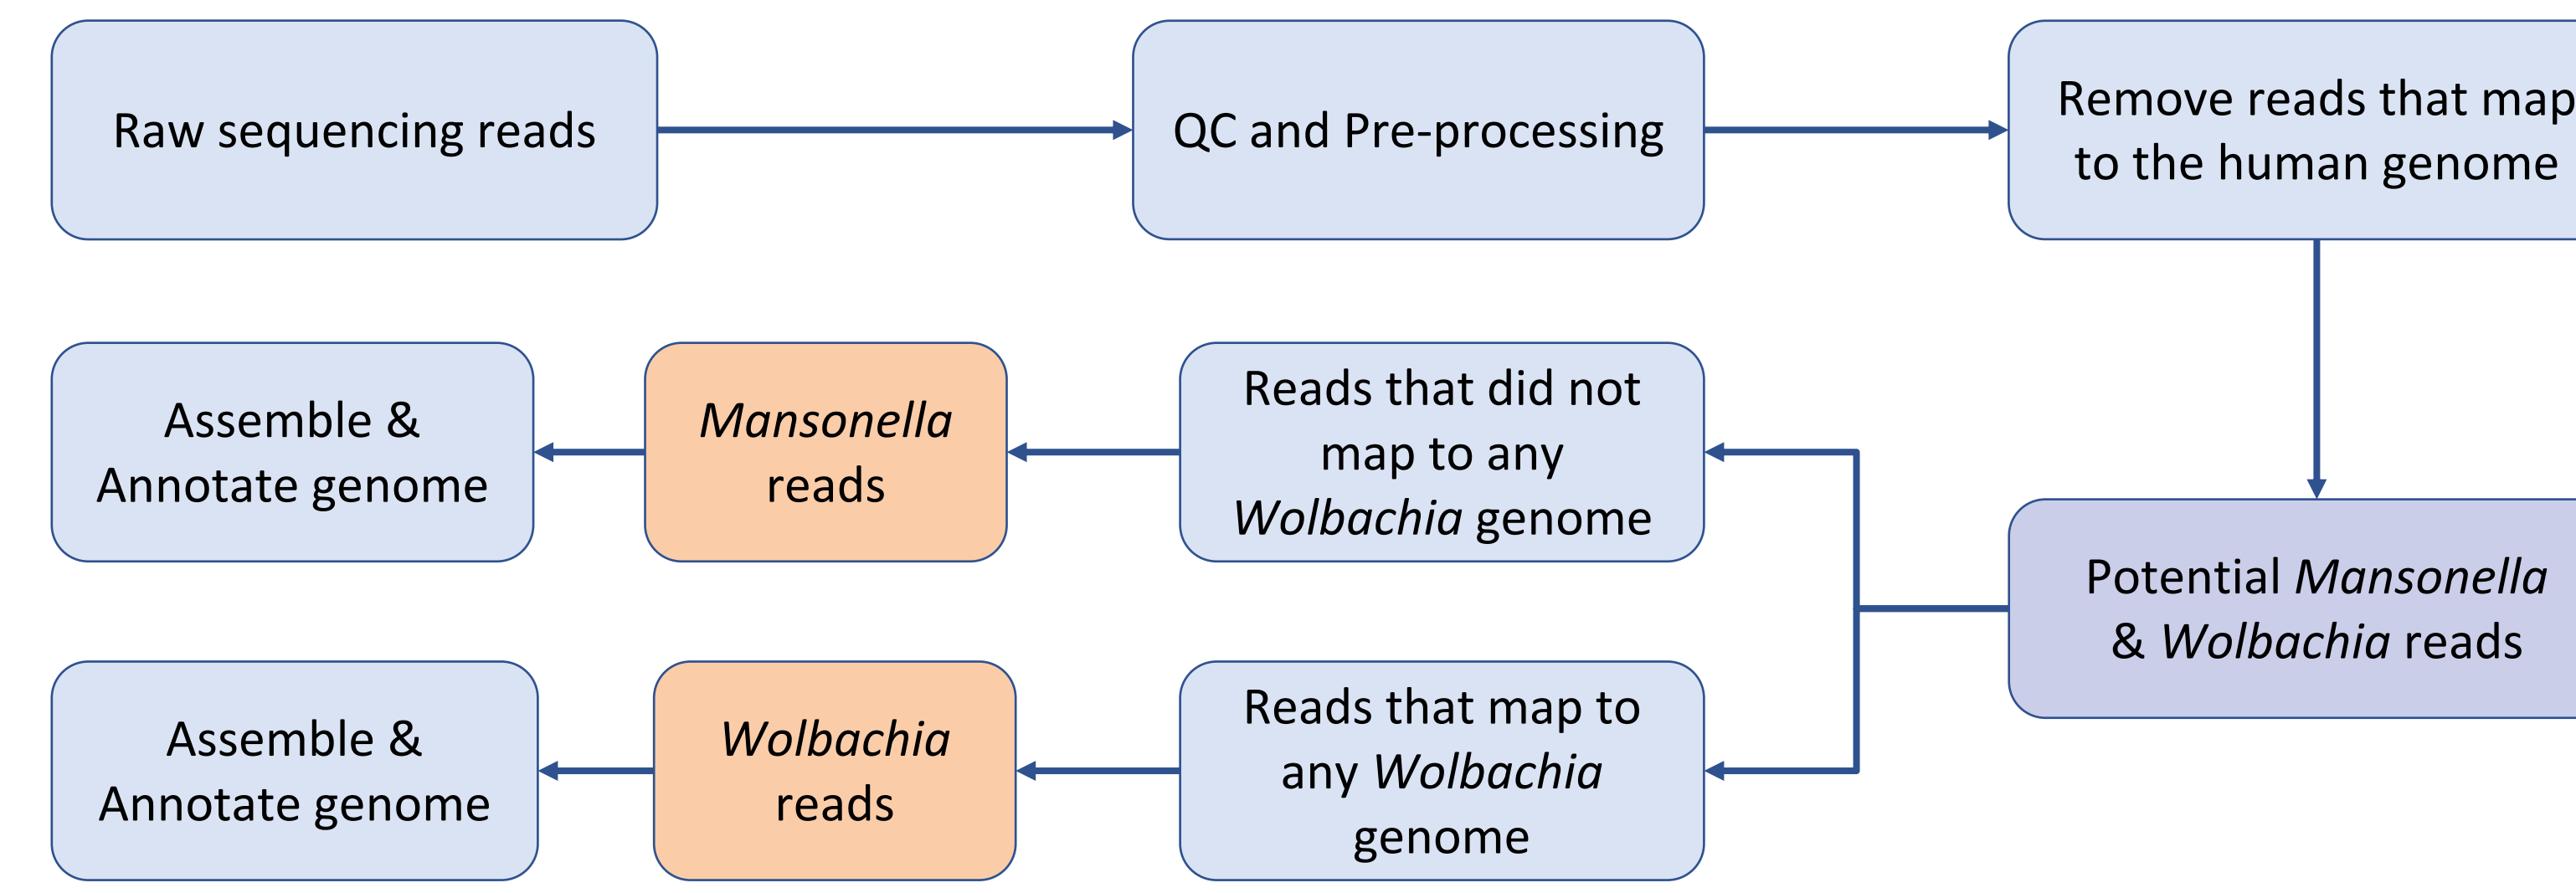 Raw sequencing reads
QC and Pre-processing
Remove reads that map
to the human genome
Assemble &
Annotate genome
Mansonella
reads
Reads that did not
map to any
Wolbachia genome
Potential Mansonella
& Wolbachia reads
Assemble &
Annotate genome
Wolbachia
reads
Reads that map to
any Wolbachia
genome